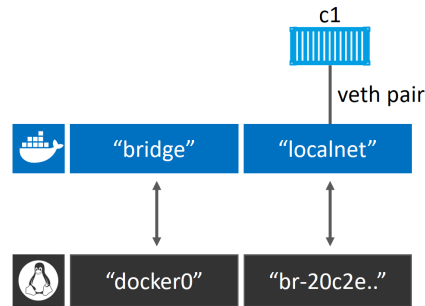 c1
veth pair
“bridge”
“localnet”
“docker0”
“br-20c2e..”